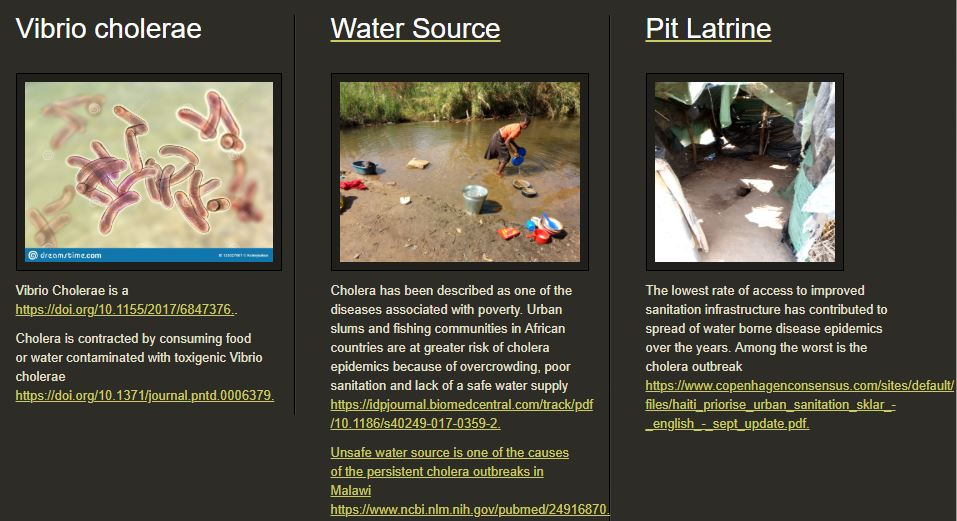 Vibrio cholerae
dreamstime.com
Vibrio Cholerae is a
https://doi.org/10.1155/2017/6847376..
Cholera is contracted by consuming food
or water contaminated with toxigenic Vibrio
cholerae
https://doi.org/10.1371/journal.pntd.0006379.
Water Source
Cholera has been described as one of the
diseases associated with poverty. Urban
slums and fishing communities in African
countries are at greater risk of cholera
epidemics because of overcrowding, poor
sanitation and lack of a safe water supply
https://idpjournal.biomedcentral.com/track/pdf
/10.1186/s40249-017-0359-2.
Unsafe water source is one of the causes
of the persistent cholera outbreaks in
Malawi
https://www.ncbi.nlm.nih.gov/pubmed/24916870.
Pit Latrine
The lowest rate of access to improved
sanitation infrastructure has contributed to
spread of water borne disease epidemics
over the years. Among the worst is the
cholera outbreak
https://www.copenhagenconsensus.com/sites/default/
files/haiti_priorise_urban_sanitation_sklar_-
_english_-_sept_update.pdf.